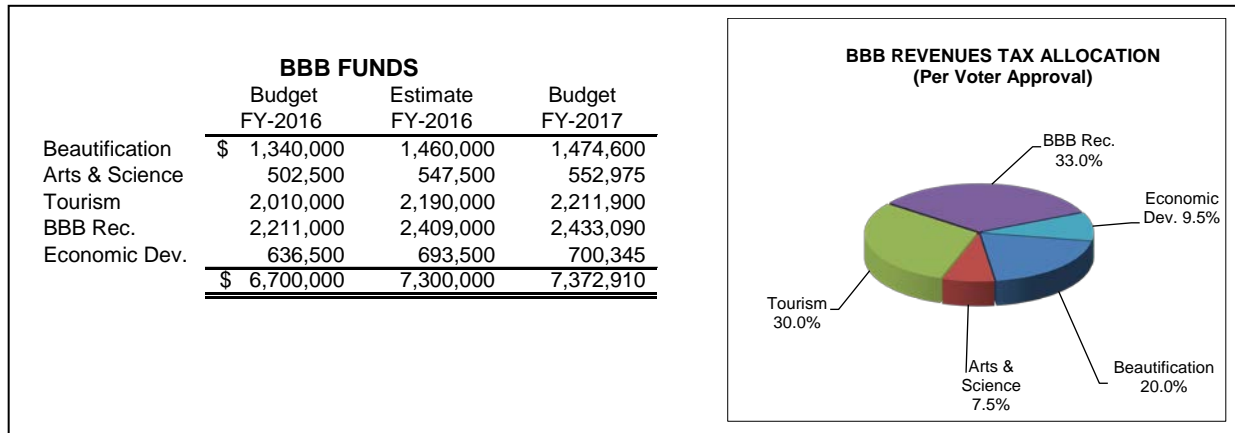 BBB FUNDS
Budget Estimate Budget
FY-2016 FY-2016 FY-2017
Beautification $ 1,340,000 1,460,000 1,474,600
Arts & Science 502,500 547,500 552,975
Tourism 2,010,000 2,190,000 2,211,900
BBB Rec. 2,211,000 2,409,000 2,433,090
Economic Dev. 636,500 693,500 700,345
$ 6,700,000 7,300,000 7,372,910
BBB REVENUES TAX ALLOCATION
(Per Voter Approval)
BBB Rec.
33.0%
Economic
Dev. 9.5%
Tourism
30.0%
Arts &
Science
7.5%
Beautification
20.0%